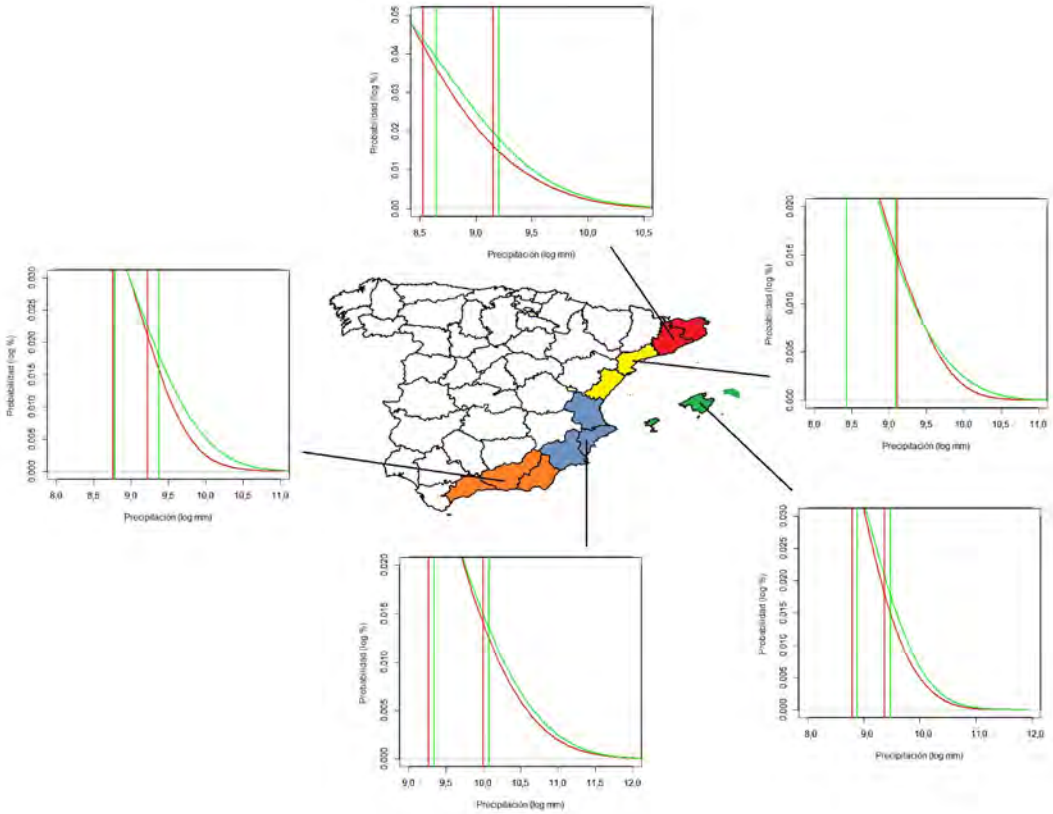 0.05
0.04
0.03
0.02
0.01
0.00
Probabilidad (log %)
8,5 9,0 9,5 10,0 10,5
Precipitación (log mm)
0.020
0.015
0.010
0.005
0.000
Probabilidad (log %)
8,0 8,5 9,0 9,5 10,0 10,5 11,0
Precipitación (log mm)
0.030
0.025
0.020
0.015
0.010
0.005
0.000
Probabilidad (log %)
8,0 8,5 9,0 9,5 10,0 10,5 11,0
Precipitación (log mm)
0.020
0.015
0.010
0.005
0.000
Probabilidad (log %)
9,0 9,5 10,0 10,5 11,0 11,5 12,0
Precipitación (log mm)
0.030
0.025
0.020
0.015
0.010
0.005
0.000
Probabilidad (log %)
8,0 9,0 10,0 11,0 12,0
Precipitación (log mm)